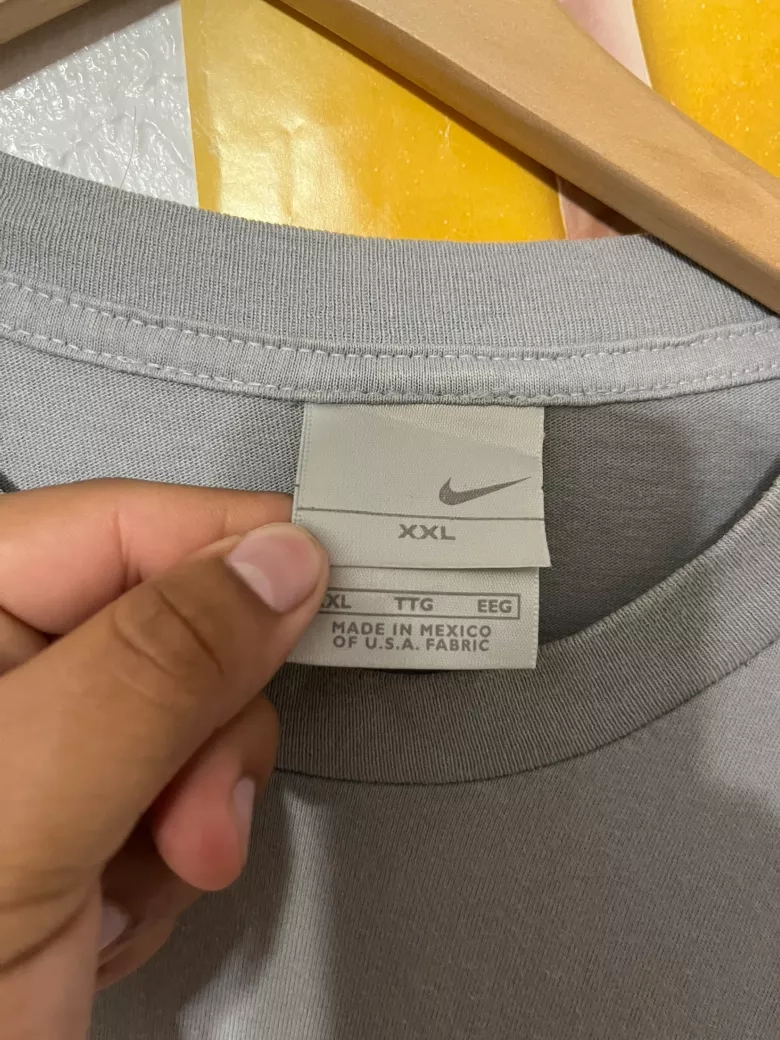 XXL
XL TTG EEG
MADE IN MEXICO
OF U.S.A. FABRIC